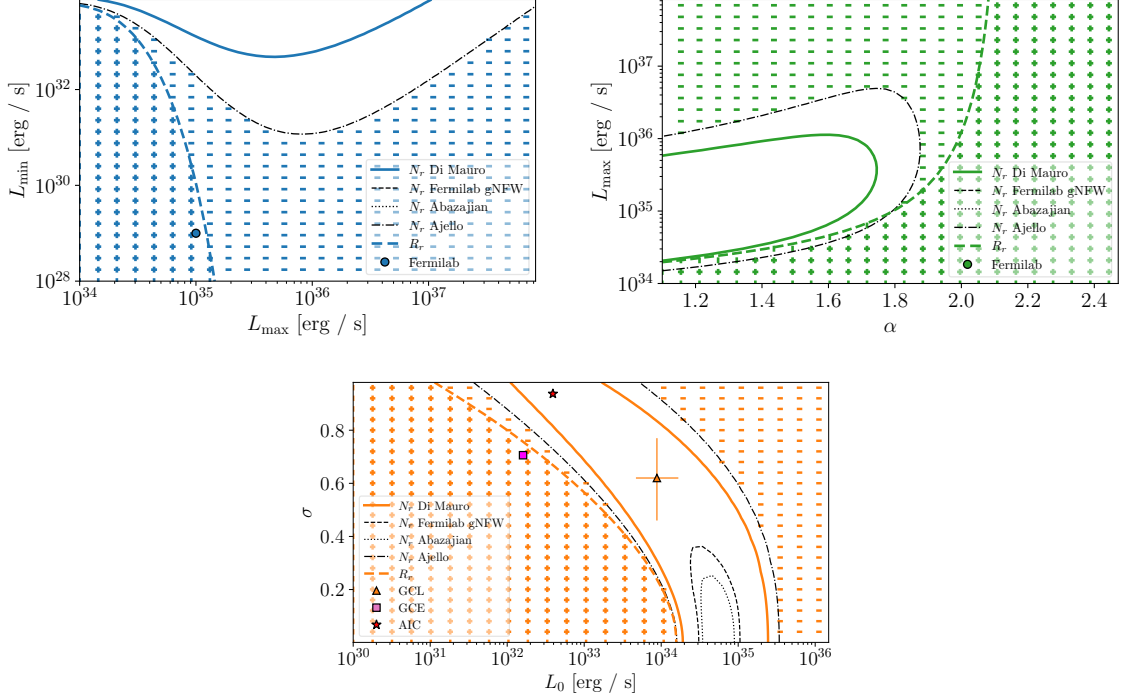 10^32
10^30
10^28
L_min [erg / s]
N_r Di Mauro
N_r Fermilab gNFW
N_r Abazajian
N_r Ajello
R_r
Fermilab
10^34
10^35
10^36
10^37
L_max [erg / s]
10^37
10^36
10^35
10^34
L_max [erg / s]
N_r Di Mauro
N_r Fermilab gNFW
N_r Abazajian
N_r Ajello
R_r
Fermilab
1.2
1.4
1.6
1.8
2.0
2.2
2.4
α
0.8
0.6
0.4
0.2
σ
N_r Di Mauro
N_r Fermilab gNFW
N_r Abazajian
N_r Ajello
R_r
GCL
GCE
AIC
10^30
10^31
10^32
10^33
10^34
10^35
10^36
L_0 [erg / s]